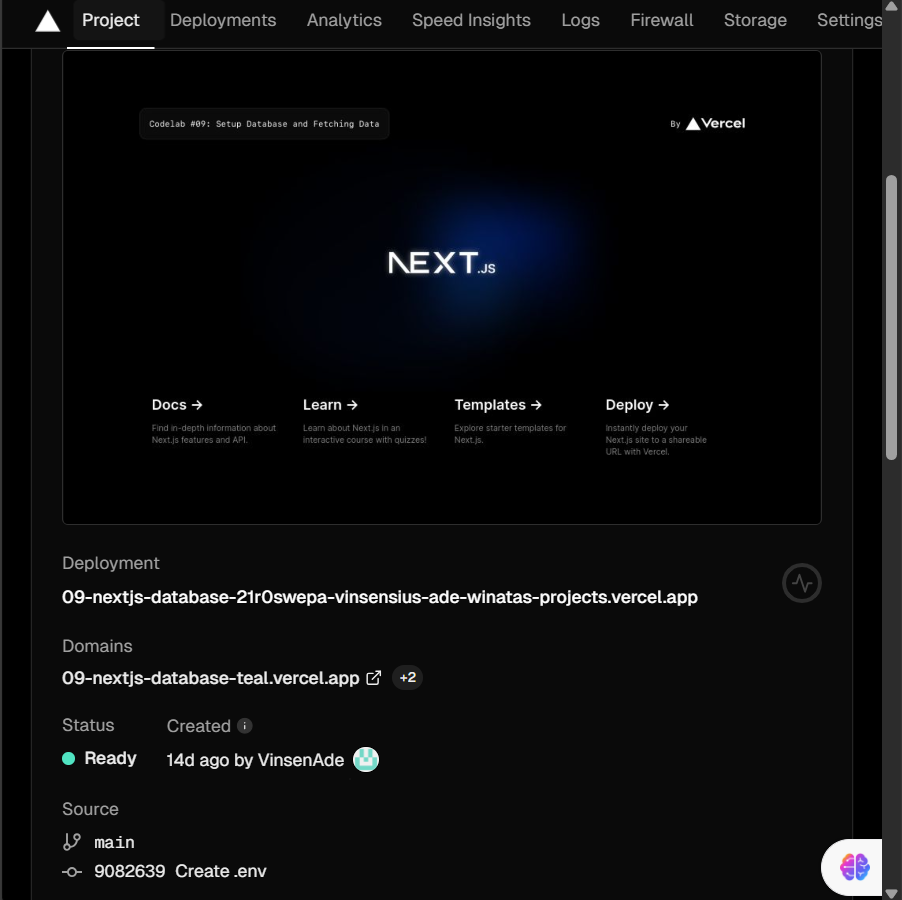 Project Deployments Analytics Speed Insights Logs Firewall Storage Settings
Codelab #09: Setup Database and Fetching Data
By Vercel
NEXT.JS
Docs →
Find in-depth information about
Next.js features and API.
Learn →
Learn about Next.js in an
interactive course with quizzes!
Templates →
Explore starter templates for
Next.js.
Deploy →
Instantly deploy your
Next.js site to a shareable
URL with Vercel.
Deployment
09-nextjs-database-21r0swepa-vinsensius-ade-winatas-projects.vercel.app
Domains
09-nextjs-database-teal.vercel.app +2
Status Created
Ready 14d ago by VinsenAde
Source
main
9082639 Create .env